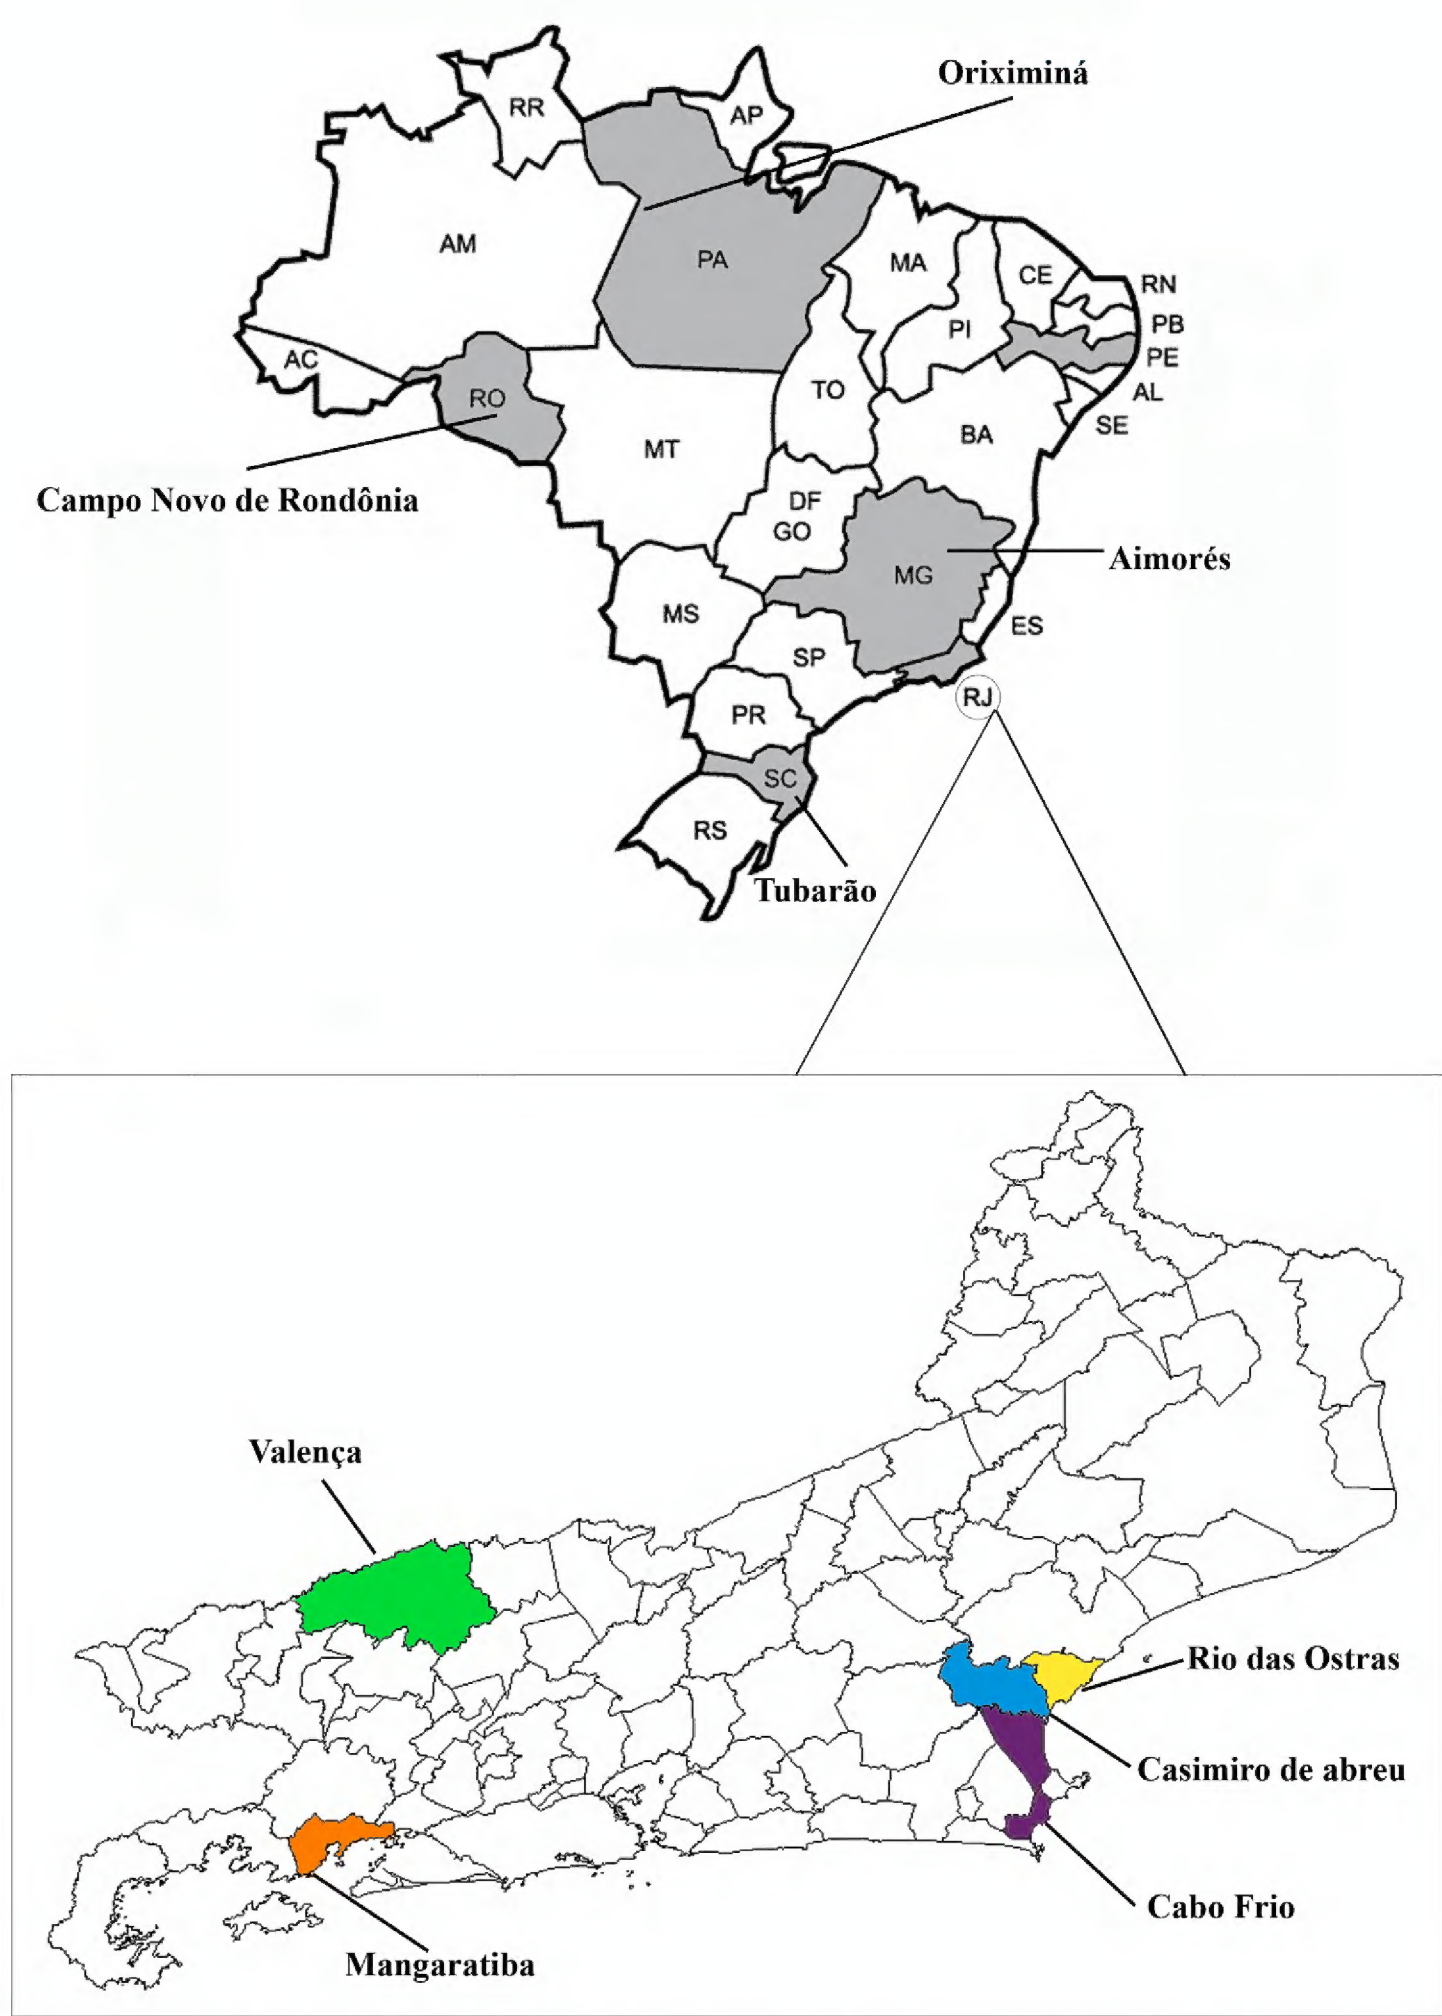 Oriximiná
RR
AP
AM
PA
MA
CE
RN
PI
PB
PE
AC
RO
TO
AL
SE
BA
MT
Campo Novo de Rondônia
DF
GO
Aimorés
MG
MS
ES
SP
RJ
PR
SC
RS
Tubarão
Valença
Rio das Ostras
Casimiro de abreu
Cabo Frio
Mangaratiba